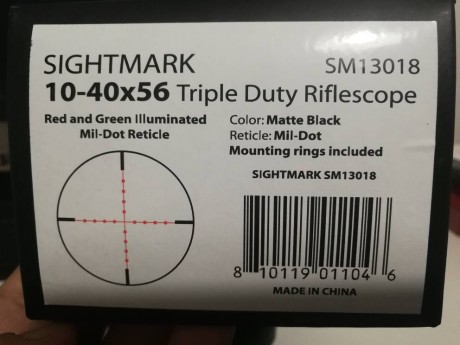 SIGHTMARK SM13018
10-40x56 Triple Duty Riflescope
Red and Green Illuminated
Mil-Dot Reticle
Color: Matte Black
Reticle: Mil-Dot
Mounting rings included
SIGHTMARK SM13018
8 10119 01104 6
MADE IN CHINA